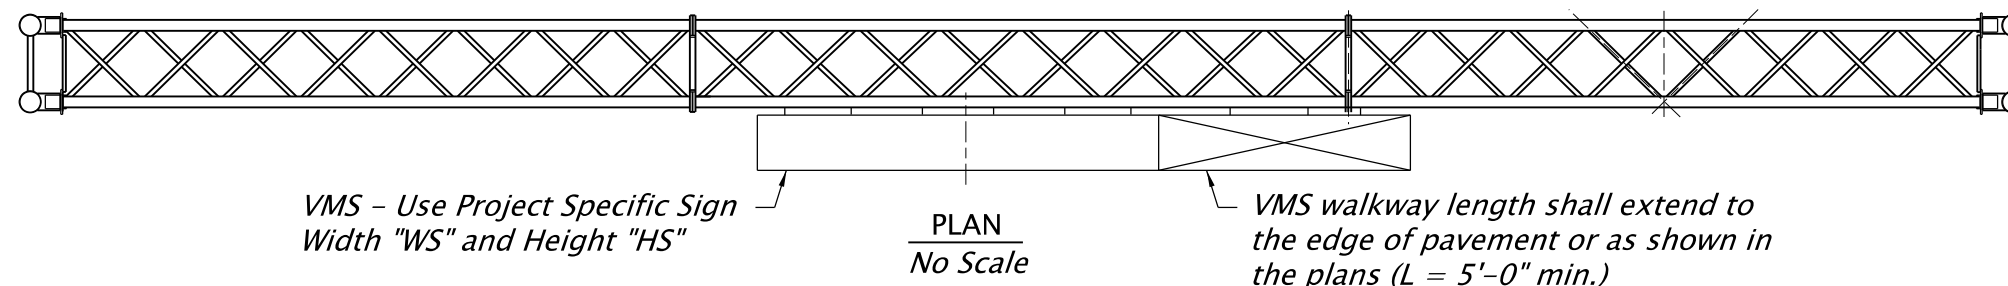 VMS - Use Project Specific Sign
Width "WS" and Height "HS"
PLAN
No Scale
VMS walkway length shall extend to
the edge of pavement or as shown in
the plans (L = 5'-0" min.)